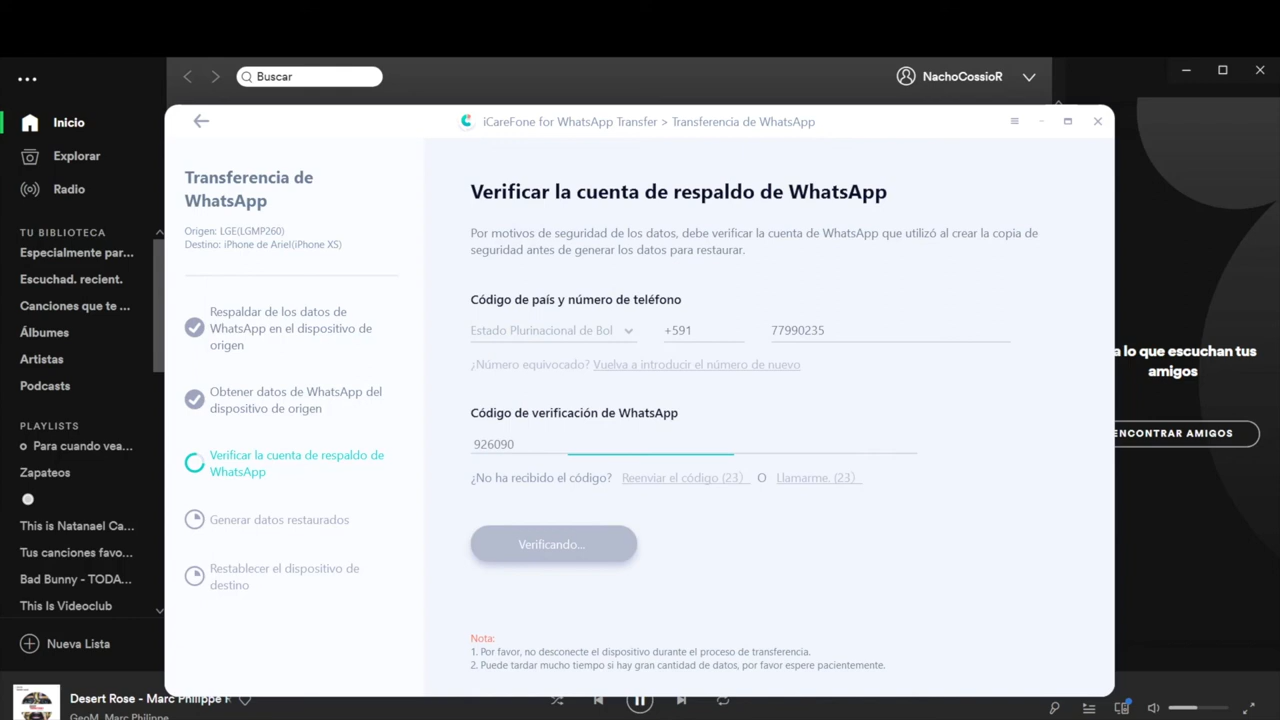 Buscar
NachoCossioR
Inicio
Explorar
Radio
TU BIBLIOTECA
Especialmente par...
Escuchad. recient.
Canciones que te ...
Álbumes
Artistas
Podcasts
PLAYLISTS
Para cuando vea...
Zapateos
This is Natanael Ca...
Tus canciones favo...
Bad Bunny - TODA...
This Is Videoclub
Nueva Lista
Desert Rose - Marc Philippe
GeoM, Marc Philippe
iCareFone for WhatsApp Transfer > Transferencia de WhatsApp
Transferencia de
WhatsApp
Origen: LGE(LGMP260)
Destino: iPhone de Ariel(iPhone XS)
Respaldar de los datos de
WhatsApp en el dispositivo de
origen
Obtener datos de WhatsApp del
dispositivo de origen
Verificar la cuenta de respaldo de
WhatsApp
Generar datos restaurados
Restablecer el dispositivo de
destino
Verificar la cuenta de respaldo de WhatsApp
Por motivos de seguridad de los datos, debe verificar la cuenta de WhatsApp que utilizó al crear la copia de
seguridad antes de generar los datos para restaurar.
Código de país y número de teléfono
Estado Plurinacional de Bol +591 77990235
¿Número equivocado? Vuelva a introducir el número de nuevo
Código de verificación de WhatsApp
926090
¿No ha recibido el código? Reenviar el código (23) O Llamarme. (23)
Verificando...
Nota:
1. Por favor, no desconecte el dispositivo durante el proceso de transferencia.
2. Puede tardar mucho tiempo si hay gran cantidad de datos, por favor espere pacientemente.
a lo que escuchan tus
amigos
ENCONTRAR AMIGOS